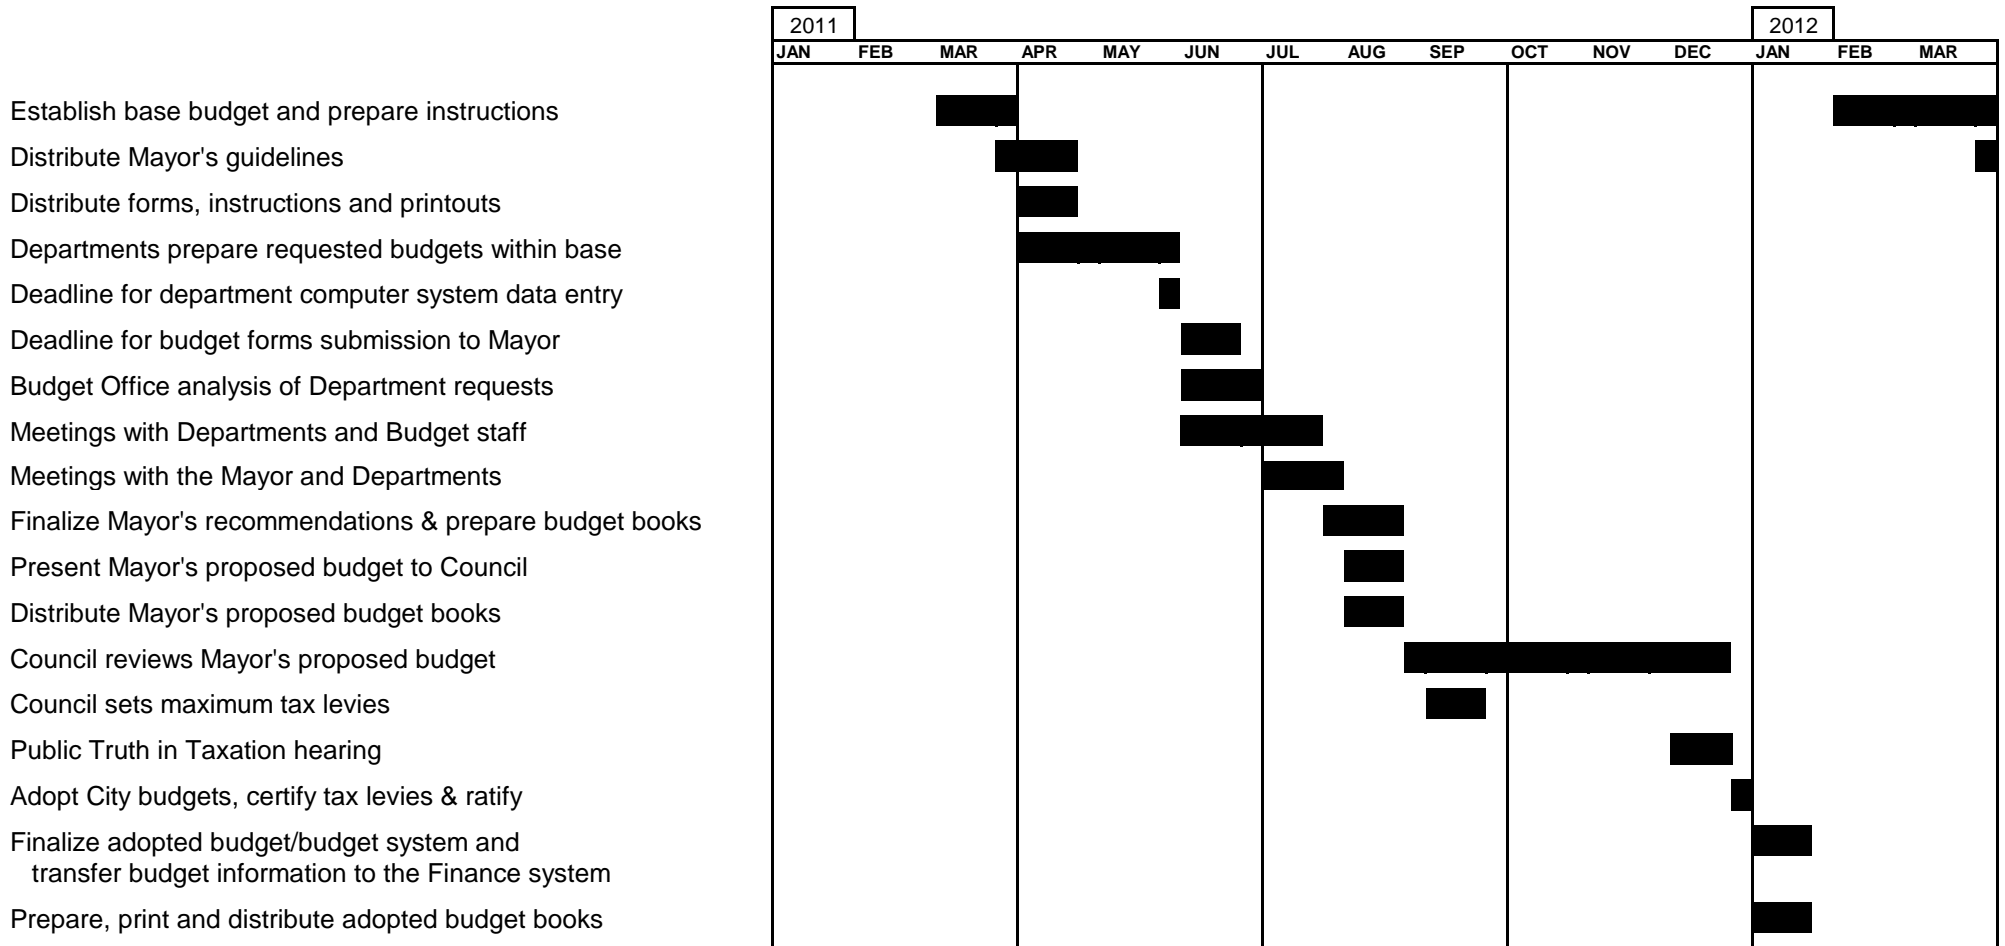 2011 2012
JAN FEB MAR APR MAY JUN JUL AUG SEP OCT NOV DEC JAN FEB MAR
Establish base budget and prepare instructions
Distribute Mayor's guidelines
Distribute forms, instructions and printouts
Departments prepare requested budgets within base
Deadline for department computer system data entry
Deadline for budget forms submission to Mayor
Budget Office analysis of Department requests
Meetings with Departments and Budget staff
Meetings with the Mayor and Departments
Finalize Mayor's recommendations & prepare budget books
Present Mayor's proposed budget to Council
Distribute Mayor's proposed budget books
Council reviews Mayor's proposed budget
Council sets maximum tax levies
Public Truth in Taxation hearing
Adopt City budgets, certify tax levies & ratify
Finalize adopted budget/budget system and
transfer budget information to the Finance system
Prepare, print and distribute adopted budget books